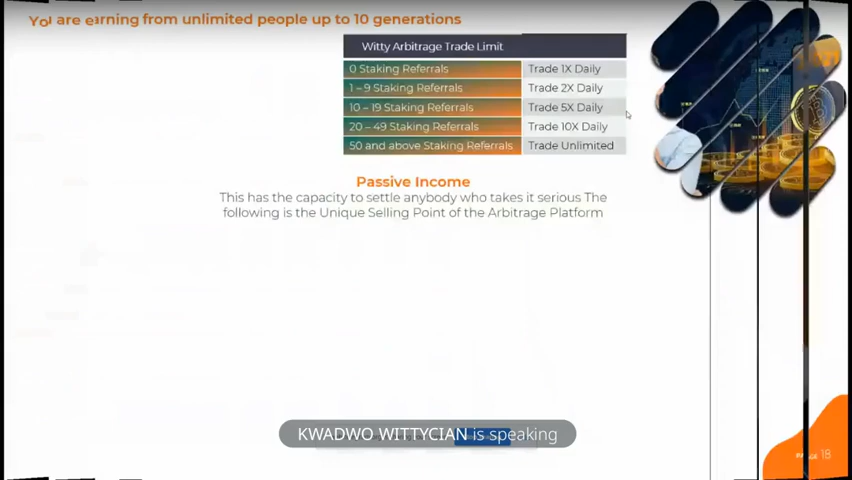 You are earning from unlimited people up to 10 generations
Witty Arbitrage Trade Limit
0 Staking Referrals Trade 1X Daily
1 – 9 Staking Referrals Trade 2X Daily
10 – 19 Staking Referrals Trade 5X Daily
20 – 49 Staking Referrals Trade 10X Daily
50 and above Staking Referrals Trade Unlimited
Passive Income
This has the capacity to settle anybody who takes it serious The
following is the Unique Selling Point of the Arbitrage Platform
KWADWO WITTYCIAN is speaking
PAGE 18